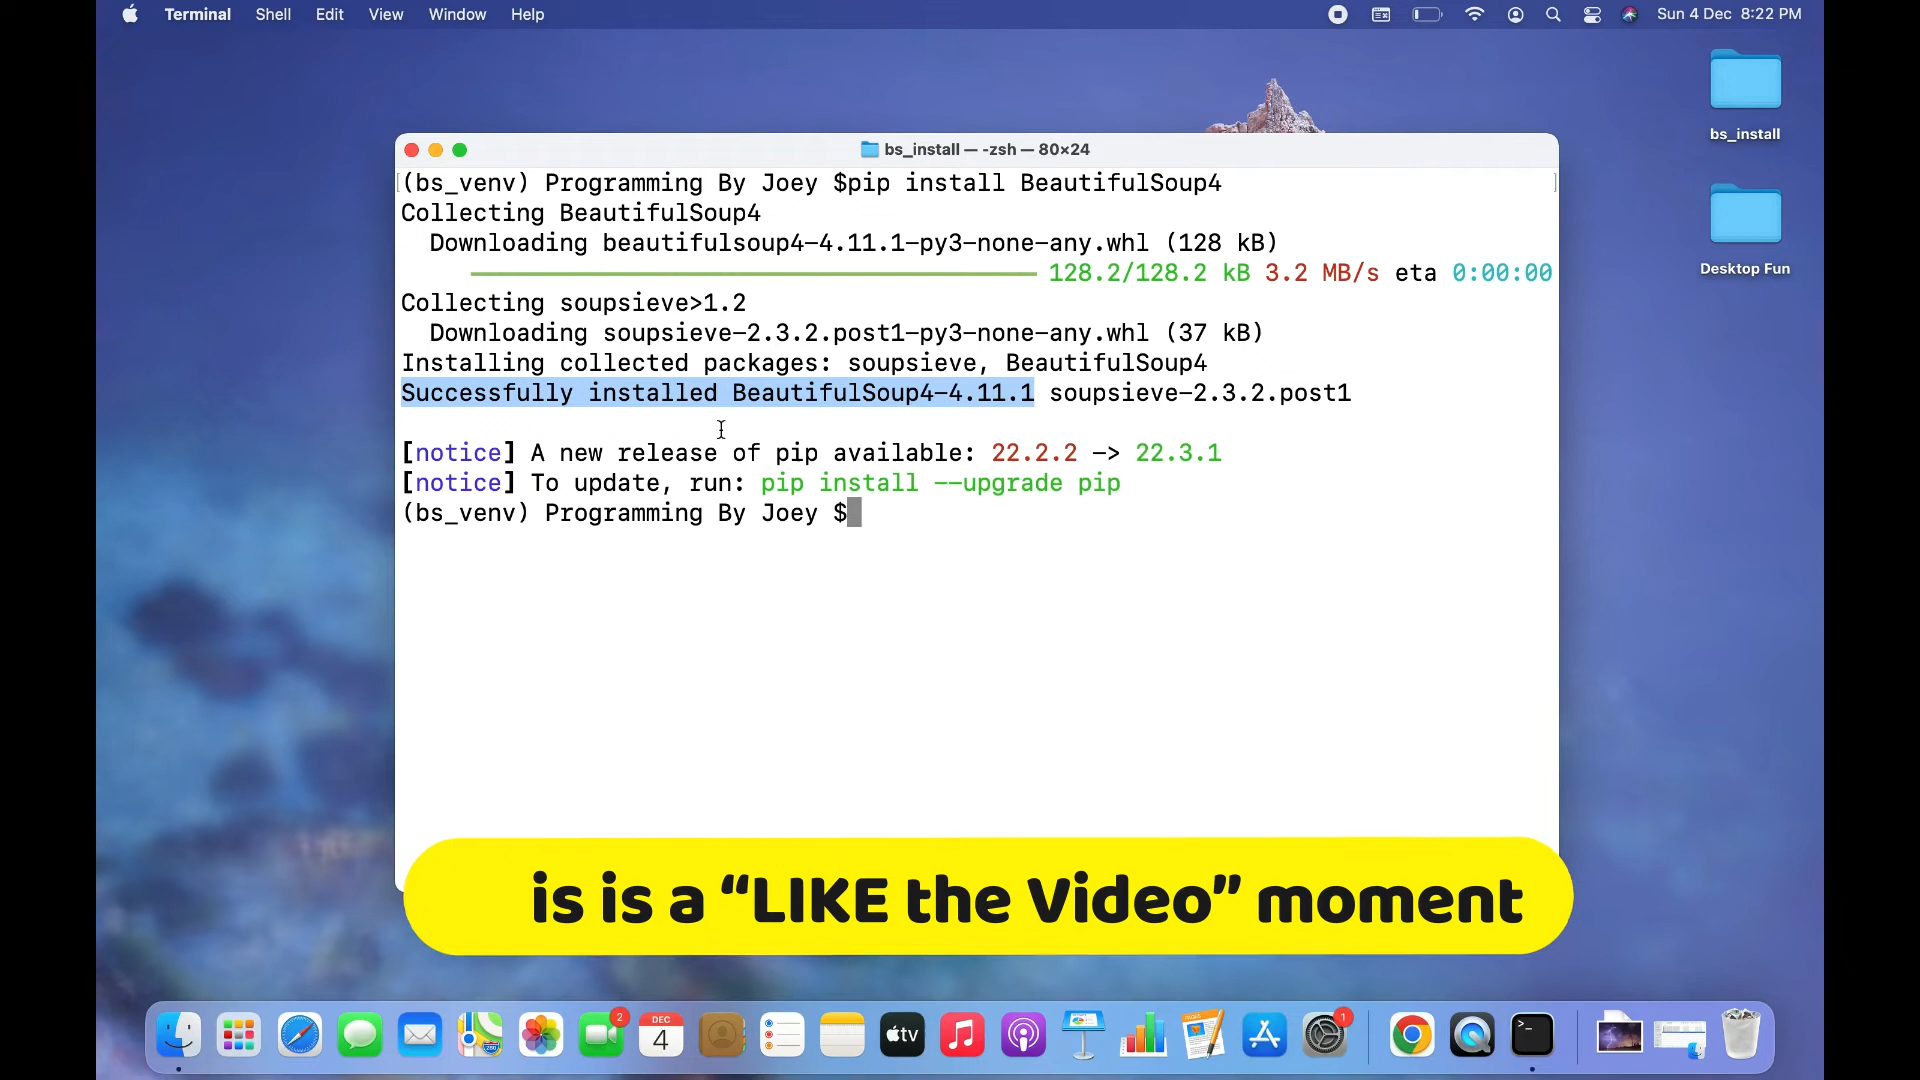 Terminal Shell Edit View Window Help Sun 4 Dec 8:22 PM
bs_install
Desktop Fun
bs_install — -zsh — 80×24
(bs_venv) Programming By Joey $pip install BeautifulSoup4
Collecting BeautifulSoup4
Downloading beautifulsoup4-4.11.1-py3-none-any.whl (128 kB)
128.2/128.2 kB 3.2 MB/s eta 0:00:00
Collecting soupsieve>1.2
Downloading soupsieve-2.3.2.post1-py3-none-any.whl (37 kB)
Installing collected packages: soupsieve, BeautifulSoup4
Successfully installed BeautifulSoup4-4.11.1 soupsieve-2.3.2.post1
[notice] A new release of pip available: 22.2.2 -> 22.3.1
[notice] To update, run: pip install --upgrade pip
(bs_venv) Programming By Joey $
is is a “LIKE the Video” moment
2
DEC
4
tv
1
>_